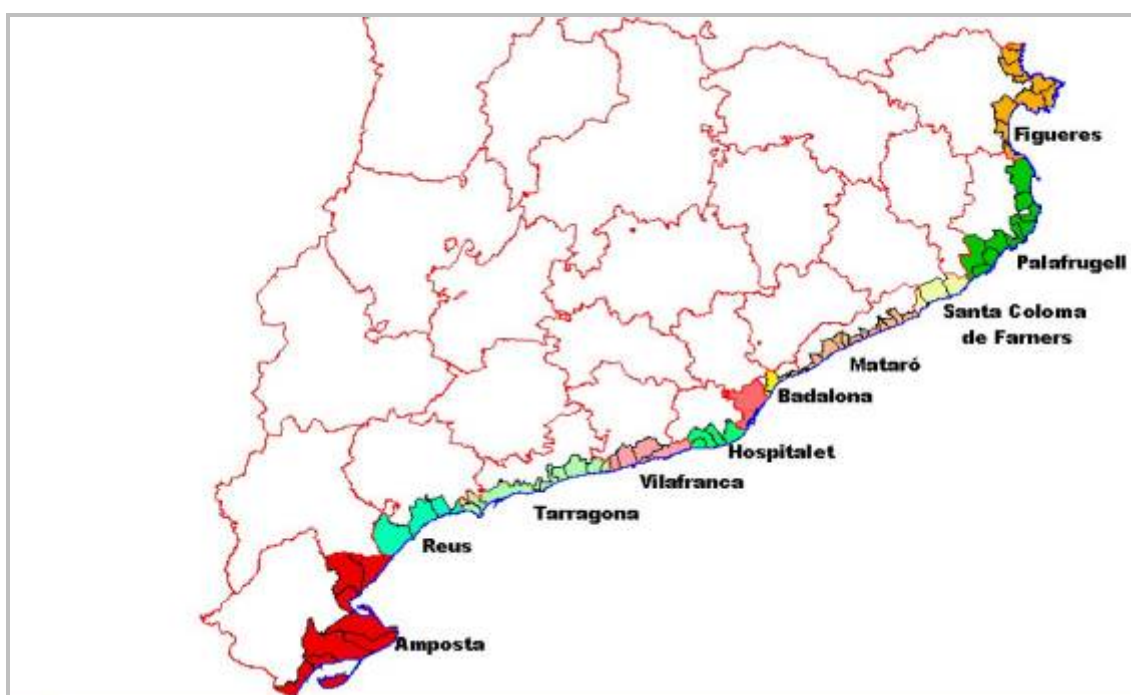 Figueres
Palafrugell
Santa Coloma
de Farners
Mataró
Badalona
Hospitalet
Vilafranca
Tarragona
Reus
Amposta